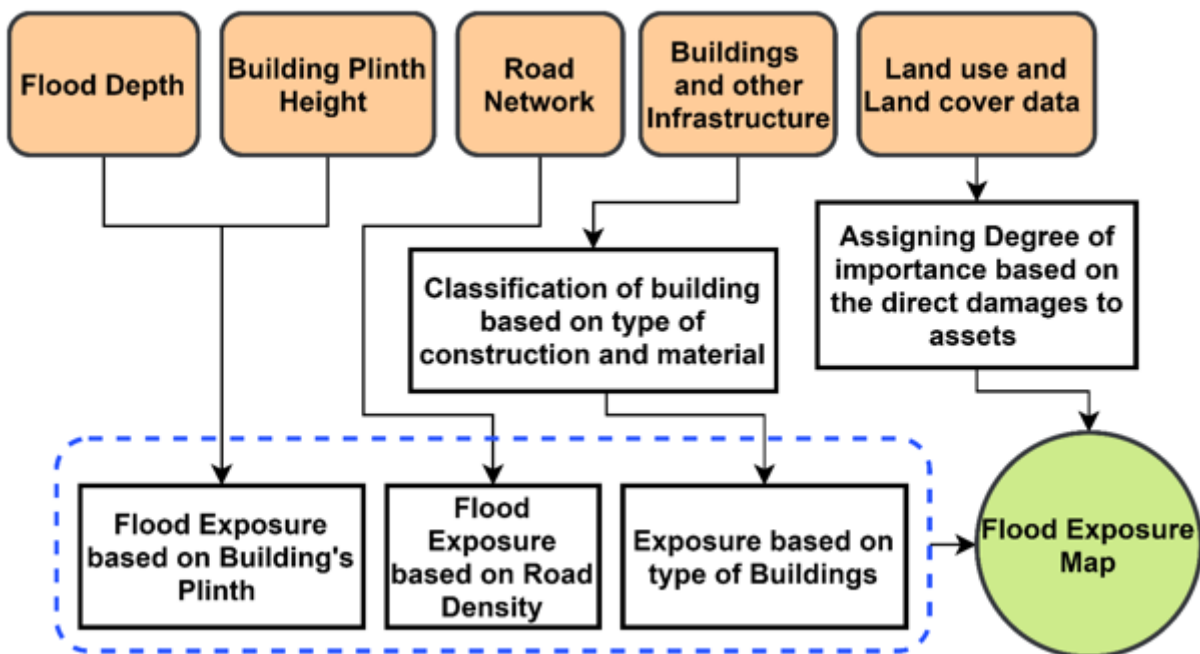 Flood Depth
Building Plinth
Height
Road
Network
Buildings
and other
Infrastructure
Land use and
Land cover data
Assigning Degree of
importance based on
the direct damages to
assets
Classification of building
based on type of
construction and material
Flood Exposure
based on Building's
Plinth
Flood
Exposure
based on Road
Density
Exposure based on
type of Buildings
Flood Exposure
Map